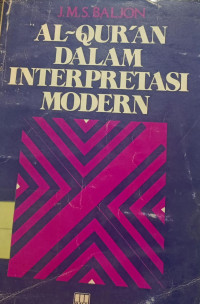 J.M.S. BALJON
AL-QUR'AN
DALAM
INTERPRETASI
MODERN